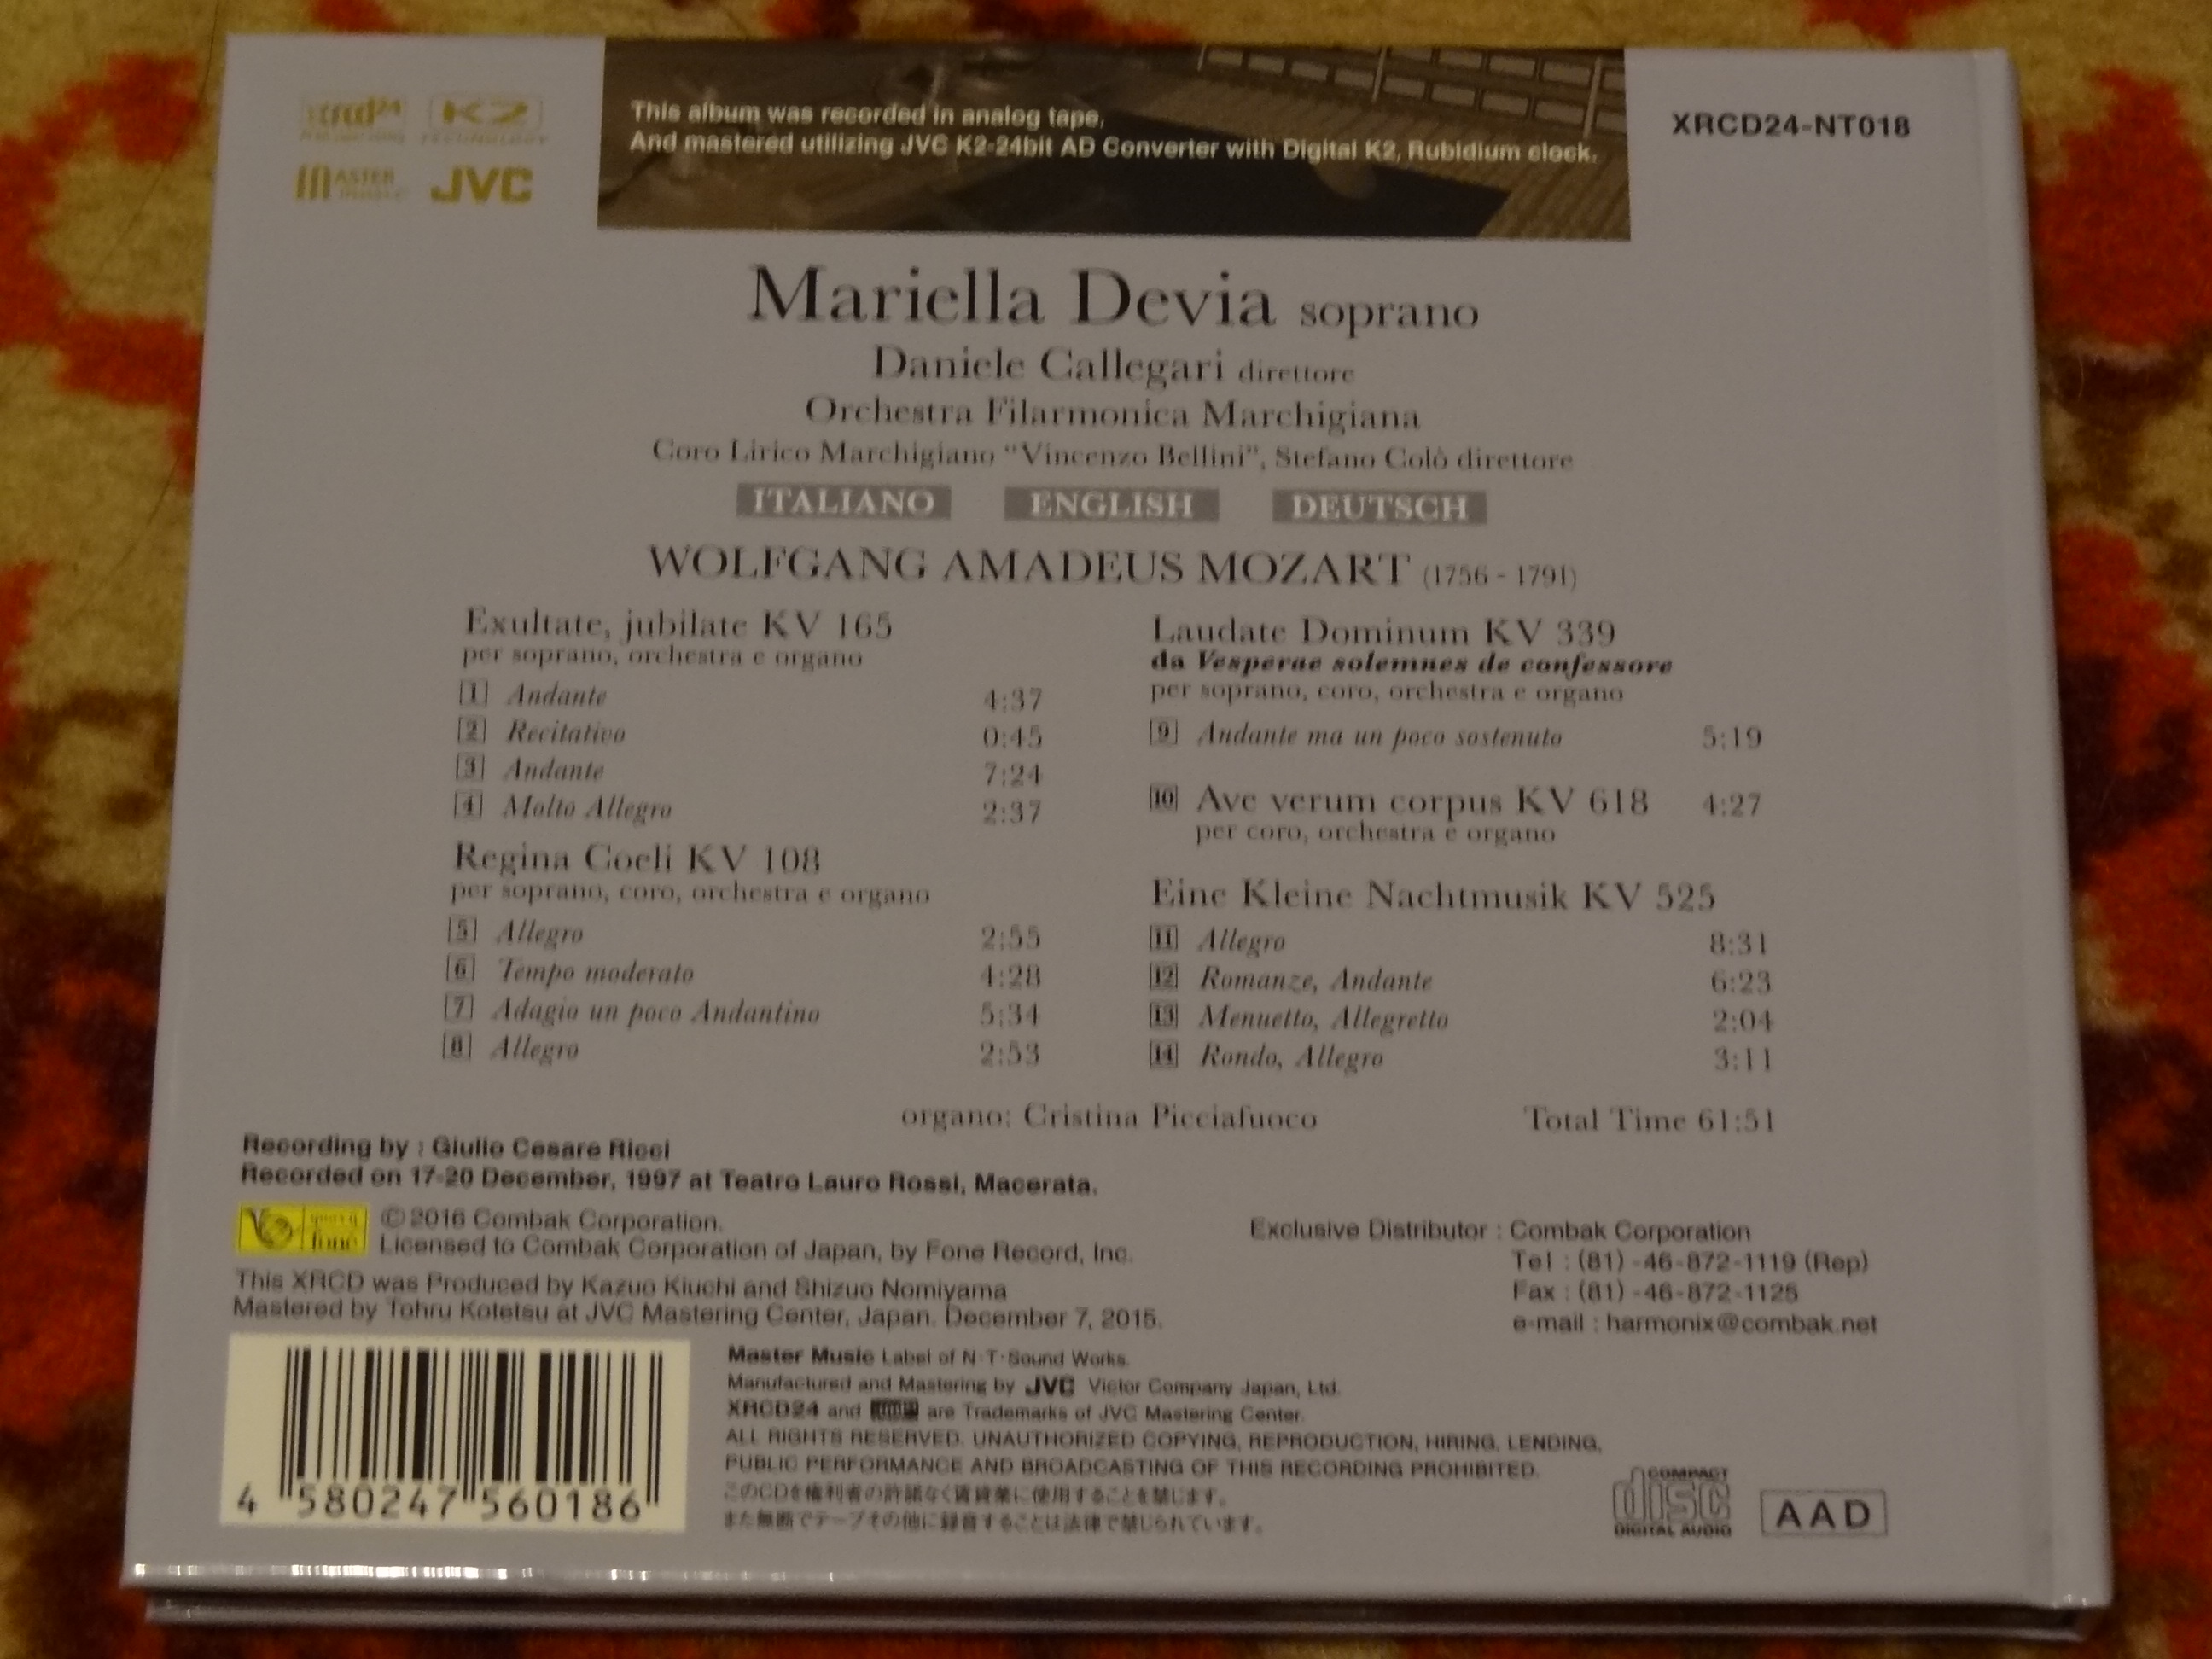 xrcd24 K2
TECHNOLOGY
MASTER music JVC
This album was recorded in analog tape,
And mastered utilizing JVC K2-24bit AD Converter with Digital K2, Rubidium clock.
XRCD24-NT018
Mariella Devia soprano
Daniele Callegari direttore
Orchestra Filarmonica Marchigiana
Coro Lirico Marchigiano “Vincenzo Bellini”, Stefano Colò direttore
ITALIANO ENGLISH DEUTSCH
WOLFGANG AMADEUS MOZART (1756 - 1791)
Exultate, jubilate KV 165
per soprano, orchestra e organo
1 Andante 4:37
2 Recitativo 0:45
3 Andante 7:24
4 Molto Allegro 2:37
Regina Coeli KV 108
per soprano, coro, orchestra e organo
5 Allegro 2:55
6 Tempo moderato 4:28
7 Adagio un poco Andantino 5:34
8 Allegro 2:53
Laudate Dominum KV 339
da Vesperae solemnes de confessore
per soprano, coro, orchestra e organo
9 Andante ma un poco sostenuto 5:19
10 Ave verum corpus KV 618 4:27
per coro, orchestra e organo
Eine Kleine Nachtmusik KV 525
11 Allegro 8:31
12 Romanze, Andante 6:23
13 Menuetto, Allegretto 2:04
14 Rondo, Allegro 3:11
organo: Cristina Picciafuoco Total Time 61:51
Recording by : Giulio Cesare Ricci
Recorded on 17-20 December, 1997 at Teatro Lauro Rossi, Macerata.
fonè
© 2016 Combak Corporation.
Licensed to Combak Corporation of Japan, by Fone Record, Inc.
This XRCD was Produced by Kazuo Kiuchi and Shizuo Nomiyama
Mastered by Tohru Kotetsu at JVC Mastering Center, Japan. December 7, 2015.
Exclusive Distributor : Combak Corporation
Tel : (81) -46-872-1119 (Rep)
Fax : (81) -46-872-1125
e-mail : harmonix@combak.net
4 580247 560186
Master Music Label of N·T·Sound Works.
Manufactured and Mastering by JVC Victor Company Japan, Ltd.
XRCD24 and are Trademarks of JVC Mastering Center.
ALL RIGHTS RESERVED. UNAUTHORIZED COPYING, REPRODUCTION, HIRING, LENDING,
PUBLIC PERFORMANCE AND BROADCASTING OF THIS RECORDING PROHIBITED.
このCDを権利者の許諾なく賃貸業に使用することを禁じます。
また無断でテープその他に録音することは法律で禁じられています。
COMPACT
disc
DIGITAL AUDIO
AAD